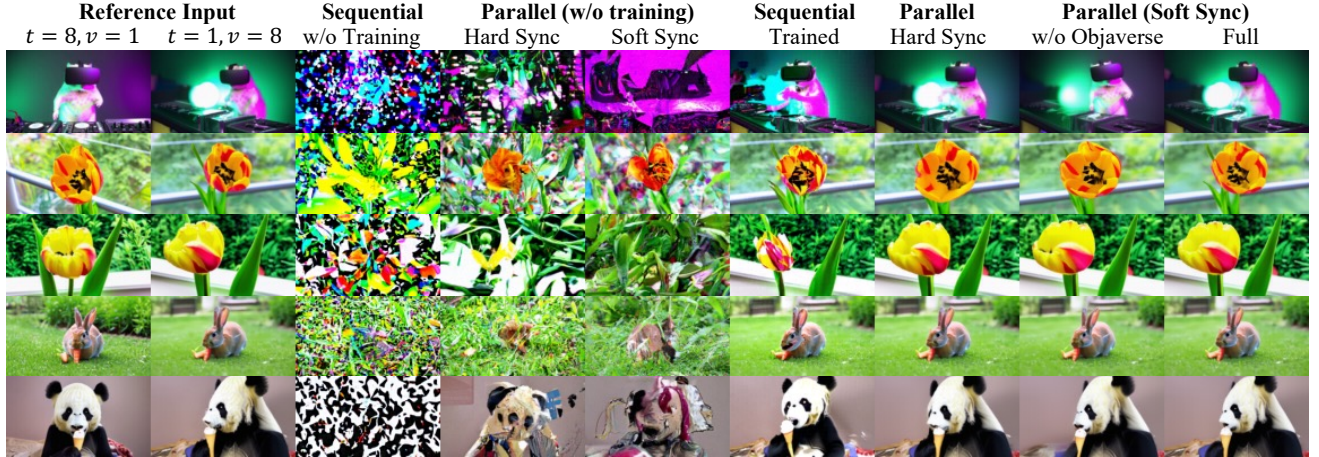 Reference Input Sequential Parallel (w/o training) Sequential Parallel Parallel (Soft Sync)
t = 8, v = 1 t = 1, v = 8 w/o Training Hard Sync Soft Sync Trained Hard Sync w/o Objaverse Full